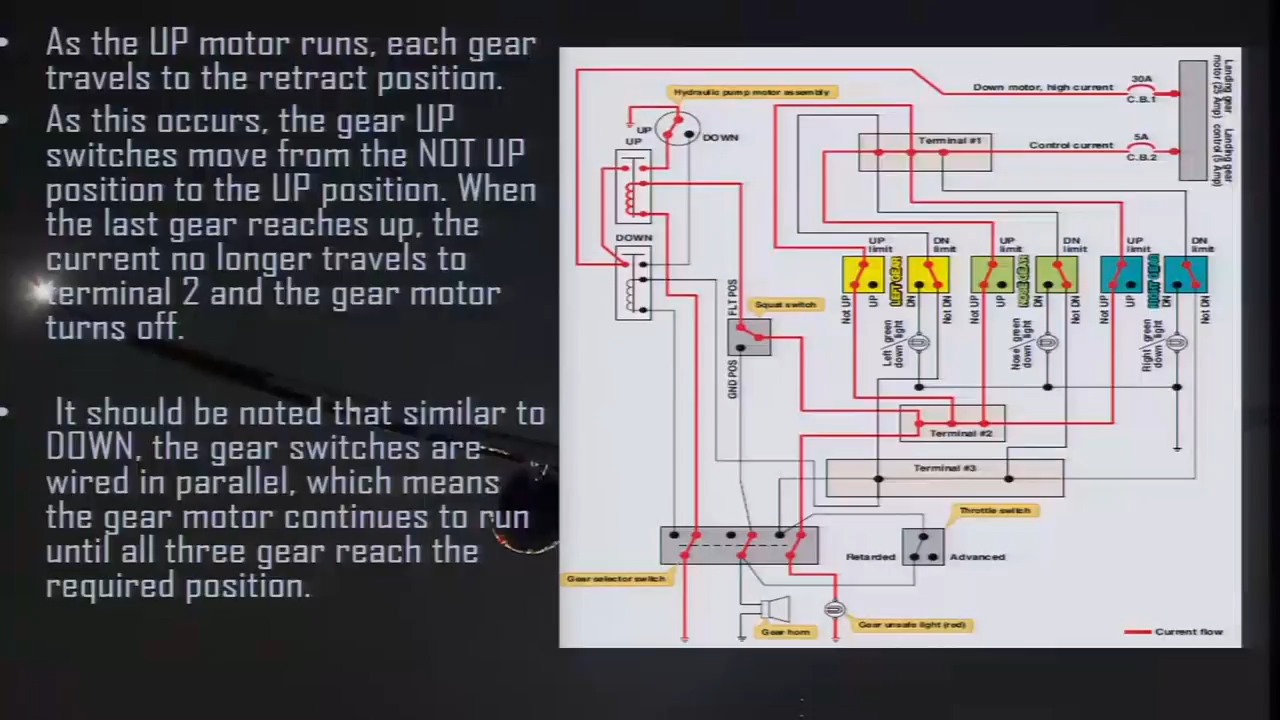 • As the UP motor runs, each gear
travels to the retract position.
• As this occurs, the gear UP
switches move from the NOT UP
position to the UP position. When
the last gear reaches up, the
current no longer travels to
terminal 2 and the gear motor
turns off.
• It should be noted that similar to
DOWN, the gear switches are
wired in parallel, which means
the gear motor continues to run
until all three gear reach the
required position.
Hydraulic pump motor assembly
UP
DOWN
UP
DOWN
Down motor, high current
30A
C.B.1
Control current
5A
C.B.2
Landing gear
motor (25 Amp)
Landing gear
control (5 Amp)
Terminal #1
UP
limit
DN
limit
UP
limit
DN
limit
UP
limit
DN
limit
Not UP
UP
LEFT GEAR
DN
Not DN
Not UP
UP
NOSE GEAR
DN
Not DN
Not UP
UP
RIGHT GEAR
DN
Not DN
Left green
down light
Nose green
down light
Right green
down light
FLT POS
Squat switch
GND POS
Terminal #2
Terminal #3
Throttle switch
Retarded
Advanced
Gear selector switch
Gear horn
Gear unsafe light (red)
Current flow